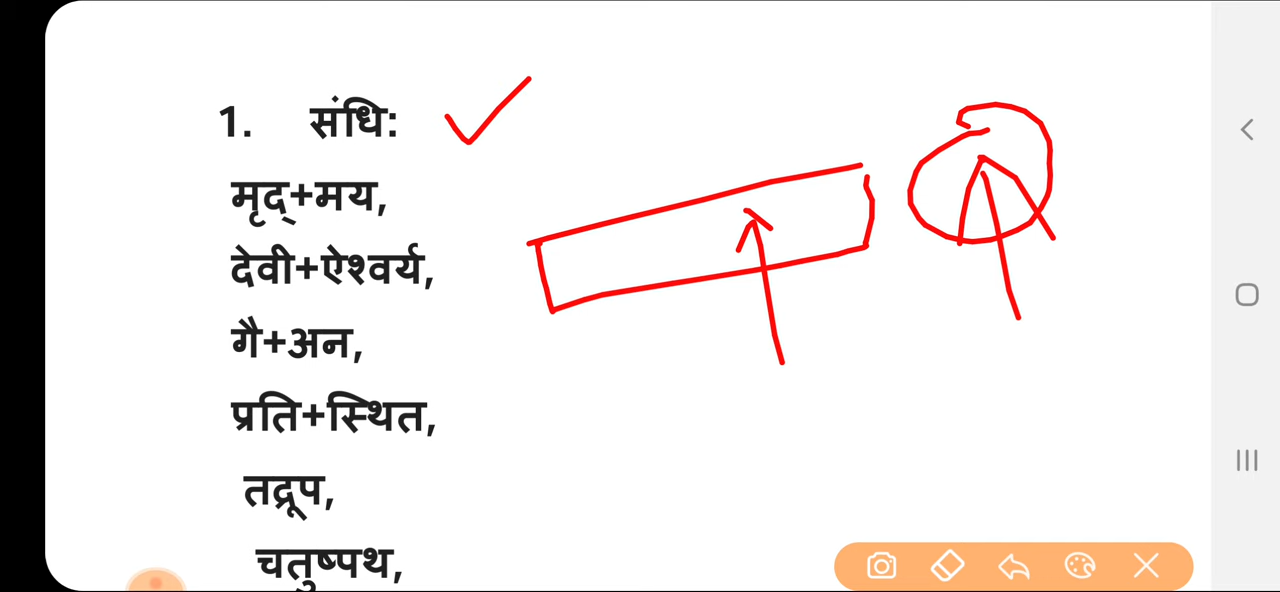 1. संधि:
मृद्+मय,
देवी+ऐश्वर्य,
गै+अन,
प्रति+स्थित,
तद्रूप,
चतुष्पथ,